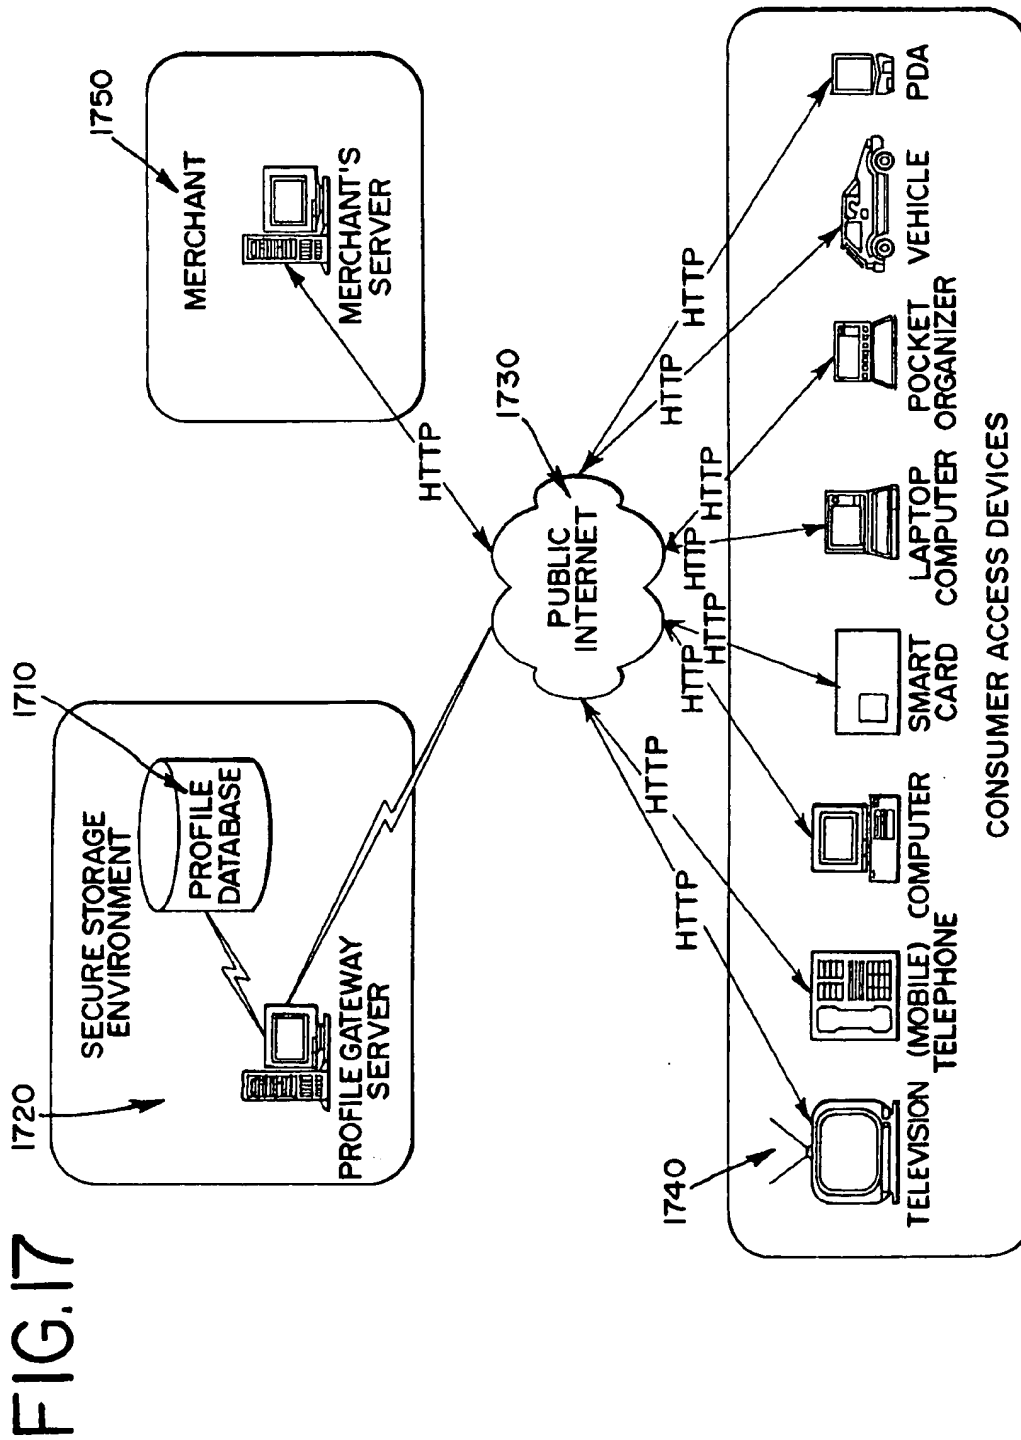 FIG.17
1720
1710
SECURE STORAGE
ENVIRONMENT
PROFILE
DATABASE
PROFILE GATEWAY
SERVER
1750
MERCHANT
MERCHANT'S
SERVER
HTTP
1730
PUBLIC
INTERNET
1740
HTTP
HTTP
HTTP
HTTP
HTTP
HTTP
HTTP
HTTP
TELEVISION
(MOBILE)
TELEPHONE
COMPUTER
SMART
CARD
LAPTOP
COMPUTER
POCKET
ORGANIZER
VEHICLE
PDA
CONSUMER ACCESS DEVICES